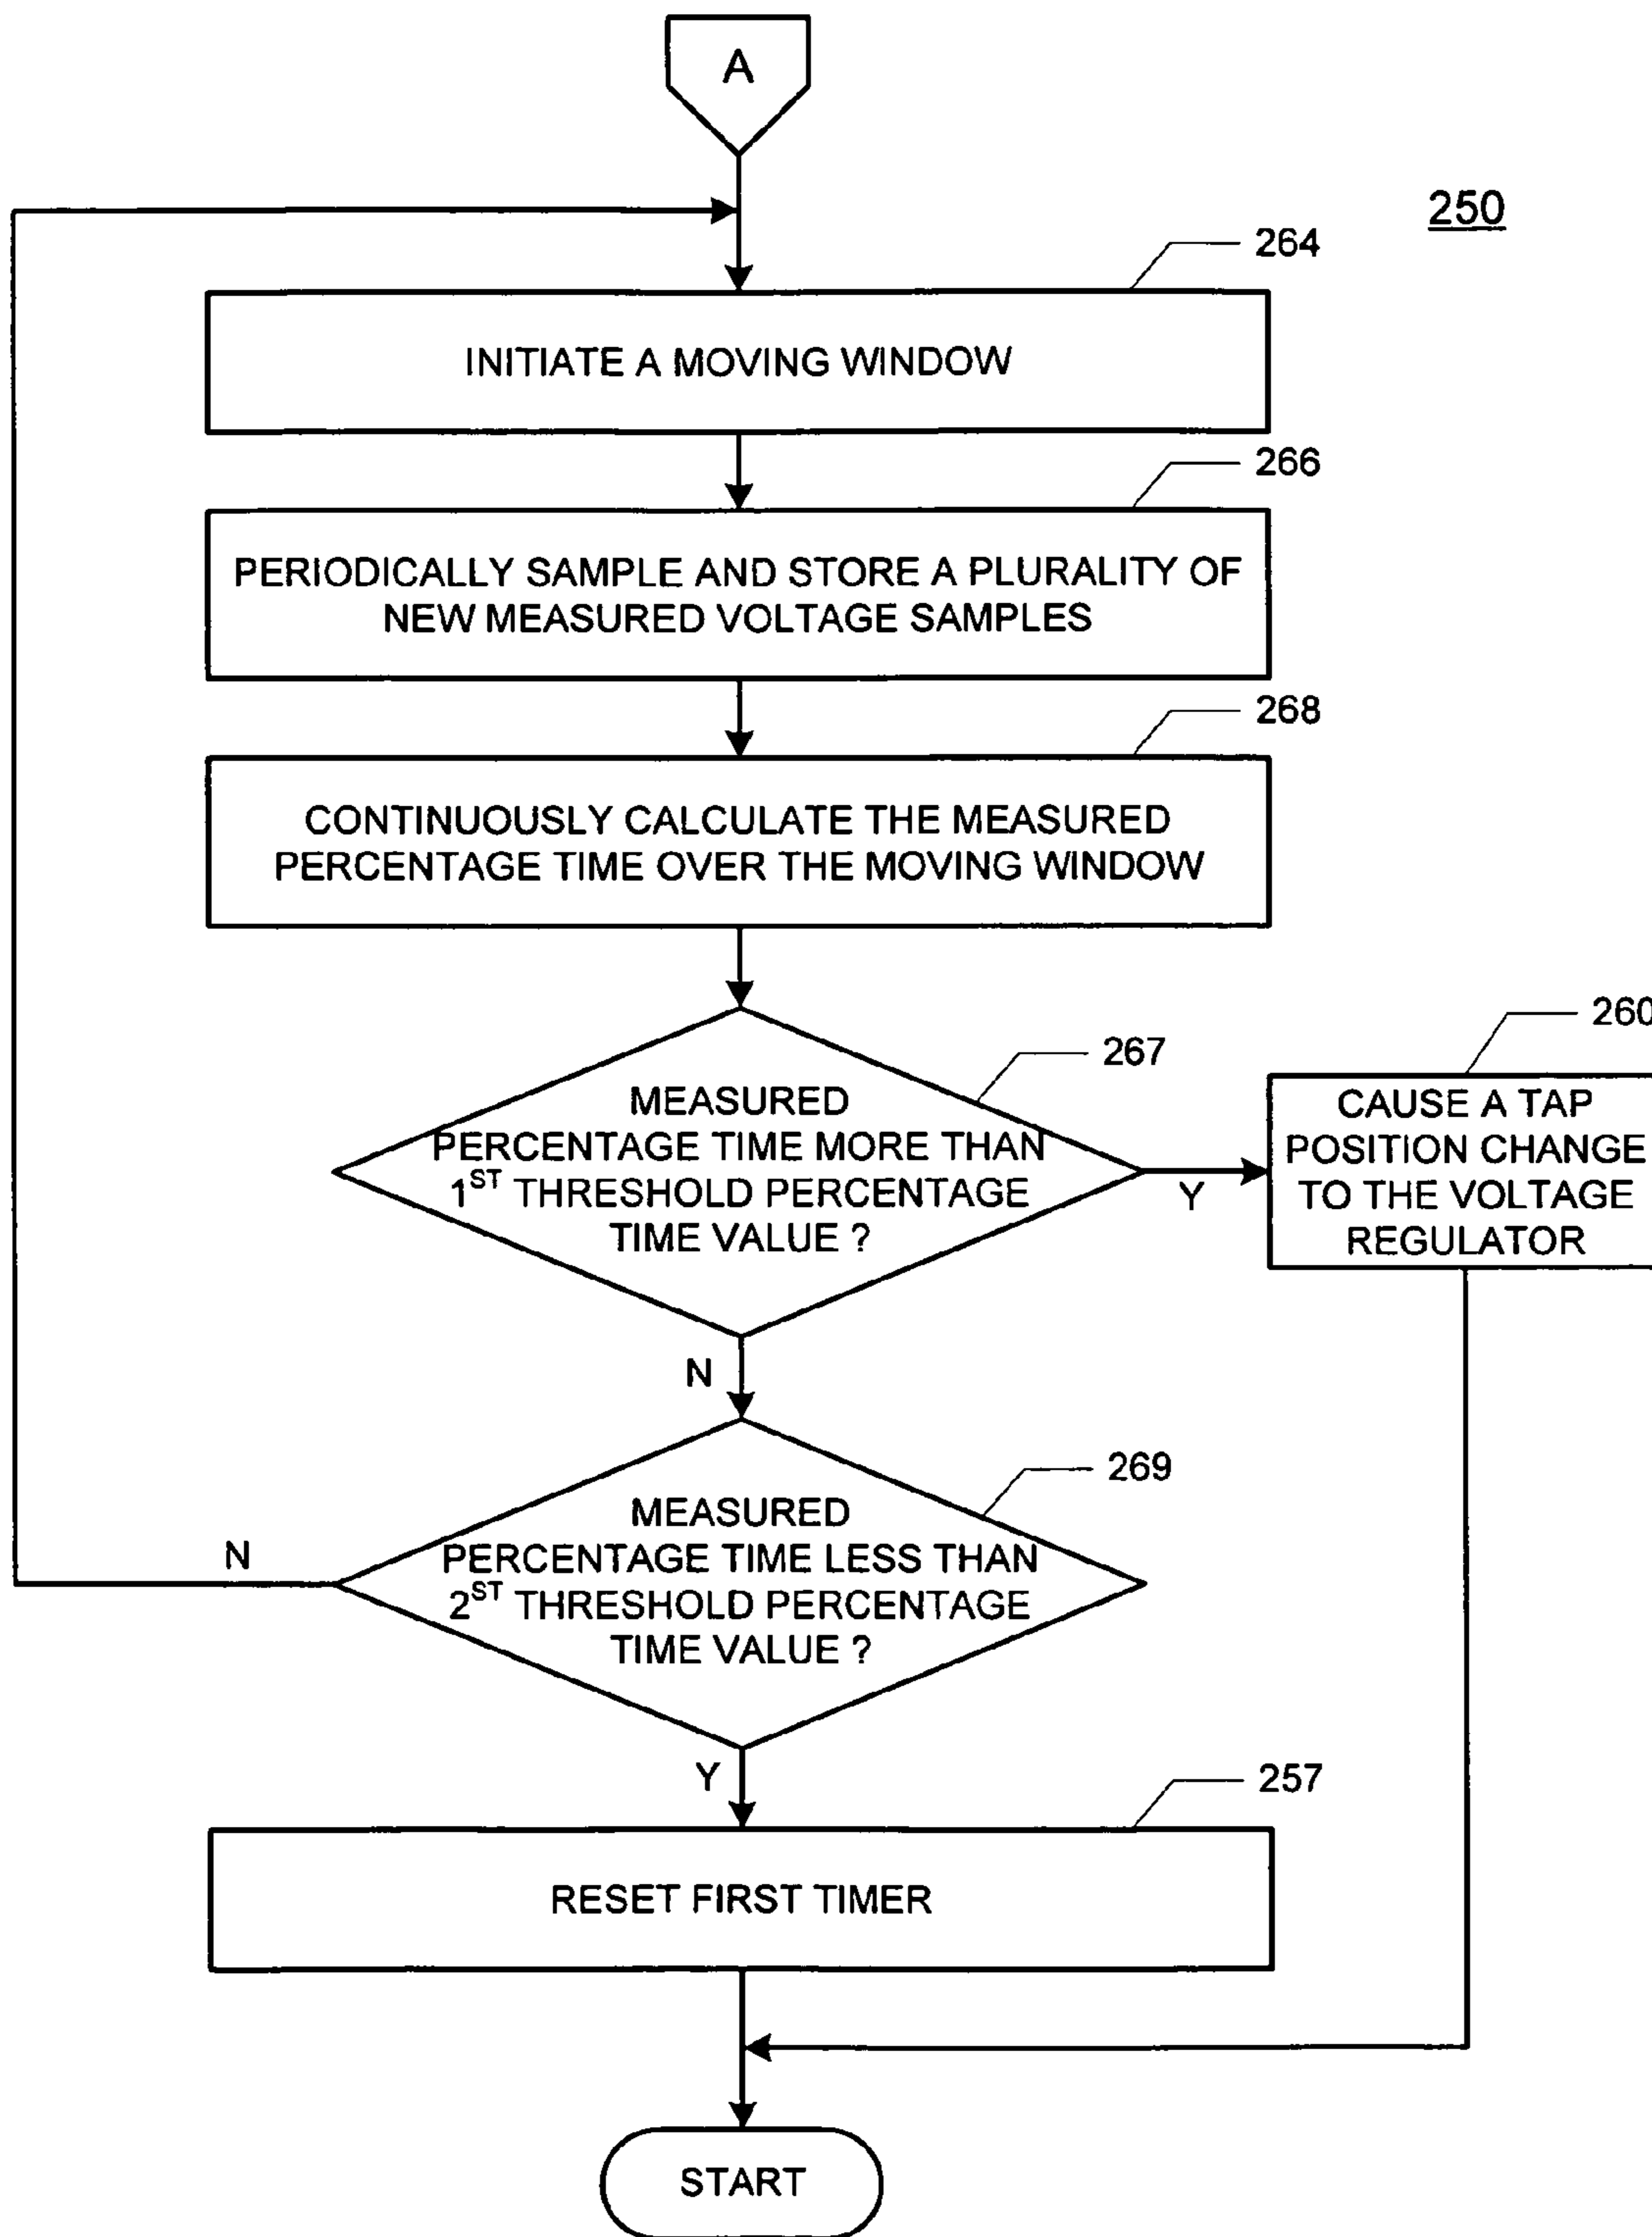 A
250
264
INITIATE A MOVING WINDOW
266
PERIODICALLY SAMPLE AND STORE A PLURALITY OF
NEW MEASURED VOLTAGE SAMPLES
268
CONTINUOUSLY CALCULATE THE MEASURED
PERCENTAGE TIME OVER THE MOVING WINDOW
267
MEASURED
PERCENTAGE TIME MORE THAN
1ST THRESHOLD PERCENTAGE
TIME VALUE ?
Y
260
CAUSE A TAP
POSITION CHANGE
TO THE VOLTAGE
REGULATOR
N
269
MEASURED
PERCENTAGE TIME LESS THAN
2ST THRESHOLD PERCENTAGE
TIME VALUE ?
N
Y
257
RESET FIRST TIMER
START